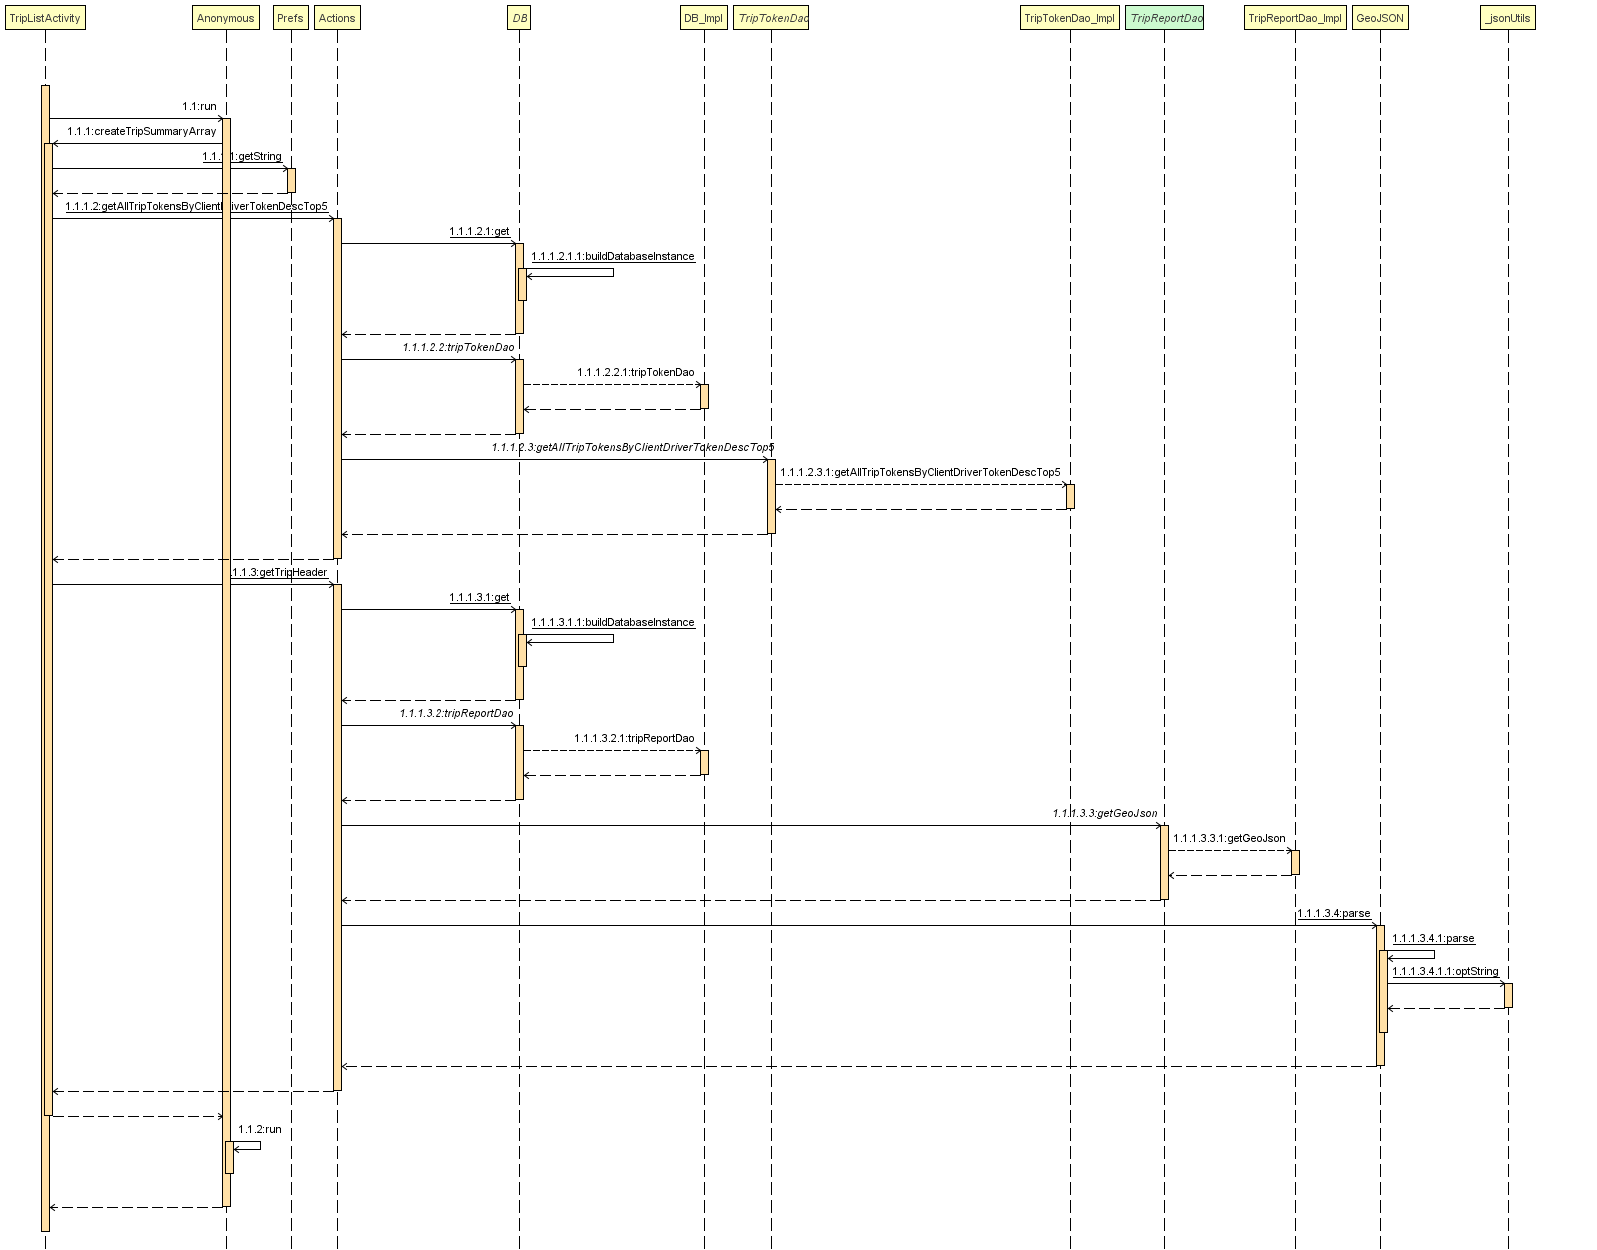 TripListActivity
Anonymous
Prefs
Actions
DB
DB_Impl
TripTokenDao
TripTokenDao_Impl
TripReportDao
TripReportDao_Impl
GeoJSON
_jsonUtils
1.1:run
1.1.1:createTripSummaryArray
1.1.1.1:getString
1.1.1.2:getAllTripTokensByClientDriverTokenDescTop5
1.1.1.2.1:get
1.1.1.2.1.1:buildDatabaseInstance
1.1.1.2.2:tripTokenDao
1.1.1.2.2.1:tripTokenDao
1.1.1.2.3:getAllTripTokensByClientDriverTokenDescTop5
1.1.1.2.3.1:getAllTripTokensByClientDriverTokenDescTop5
1.1.1.3:getTripHeader
1.1.1.3.1:get
1.1.1.3.1.1:buildDatabaseInstance
1.1.1.3.2:tripReportDao
1.1.1.3.2.1:tripReportDao
1.1.1.3.3:getGeoJson
1.1.1.3.3.1:getGeoJson
1.1.1.3.4:parse
1.1.1.3.4.1:parse
1.1.1.3.4.1.1:optString
1.1.2:run